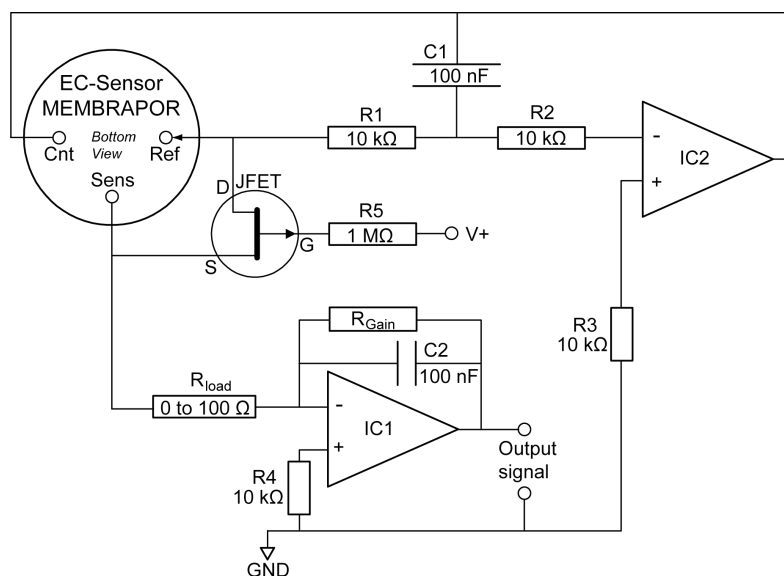 EC-Sensor
MEMBRAPOR
Bottom
View
Cnt
Ref
Sens
C1
100 nF
R1
10 kΩ
R2
10 kΩ
-
+
IC2
D
JFET
S
G
R5
1 MΩ
V+
R3
10 kΩ
RGain
C2
100 nF
Rload
0 to 100 Ω
-
+
IC1
R4
10 kΩ
Output
signal
GND